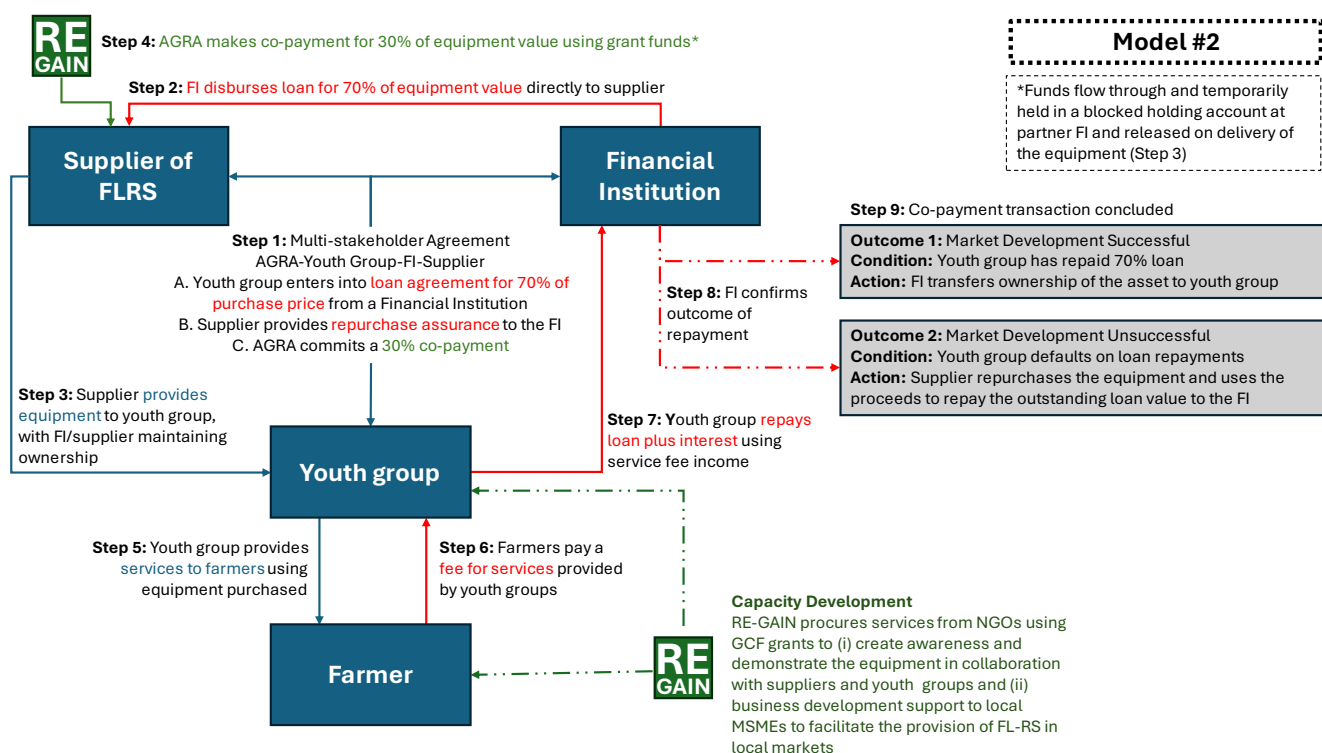 RE
GAIN
Step 4: AGRA makes co-payment for 30% of equipment value using grant funds*
Model #2
Step 2: FI disburses loan for 70% of equipment value directly to supplier
*Funds flow through and temporarily
held in a blocked holding account at
partner FI and released on delivery of
the equipment (Step 3)
Supplier of
FLRS
Financial
Institution
Step 1: Multi-stakeholder Agreement
AGRA-Youth Group-FI-Supplier
A. Youth group enters into loan agreement for 70% of
purchase price from a Financial Institution
B. Supplier provides repurchase assurance to the FI
C. AGRA commits a 30% co-payment
Step 9: Co-payment transaction concluded
Outcome 1: Market Development Successful
Condition: Youth group has repaid 70% loan
Action: FI transfers ownership of the asset to youth group
Step 8: FI confirms
outcome of
repayment
Outcome 2: Market Development Unsuccessful
Condition: Youth group defaults on loan repayments
Action: Supplier repurchases the equipment and uses the
proceeds to repay the outstanding loan value to the FI
Step 3: Supplier provides
equipment to youth group,
with FI/supplier maintaining
ownership
Step 7: Youth group repays
loan plus interest using
service fee income
Youth group
Step 5: Youth group provides
services to farmers using
equipment purchased
Step 6: Farmers pay a
fee for services provided
by youth groups
Farmer
RE
GAIN
Capacity Development
RE-GAIN procures services from NGOs using
GCF grants to (i) create awareness and
demonstrate the equipment in collaboration
with suppliers and youth groups and (ii)
business development support to local
MSMEs to facilitate the provision of FL-RS in
local markets